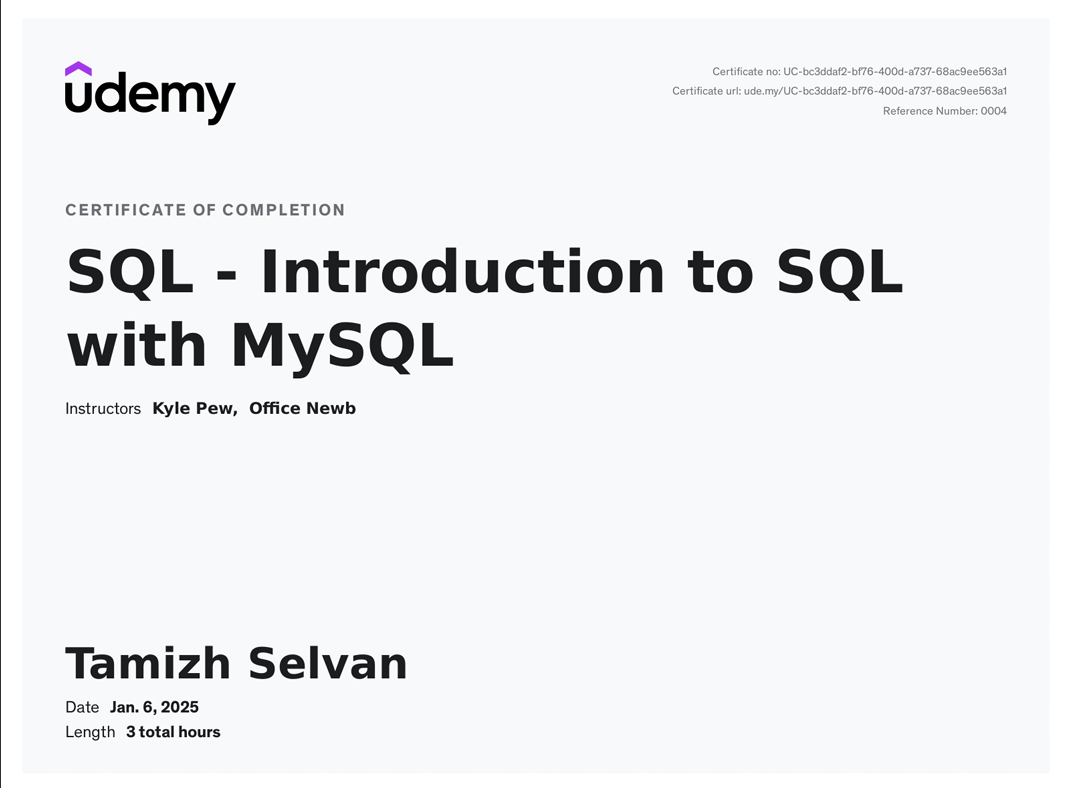 udemy
Certificate no: UC-bc3ddaf2-bf76-400d-a737-68ac9ee563a1
Certificate url: ude.my/UC-bc3ddaf2-bf76-400d-a737-68ac9ee563a1
Reference Number: 0004
CERTIFICATE OF COMPLETION
SQL - Introduction to SQL
with MySQL
Instructors Kyle Pew, Office Newb
Tamizh Selvan
Date Jan. 6, 2025
Length 3 total hours